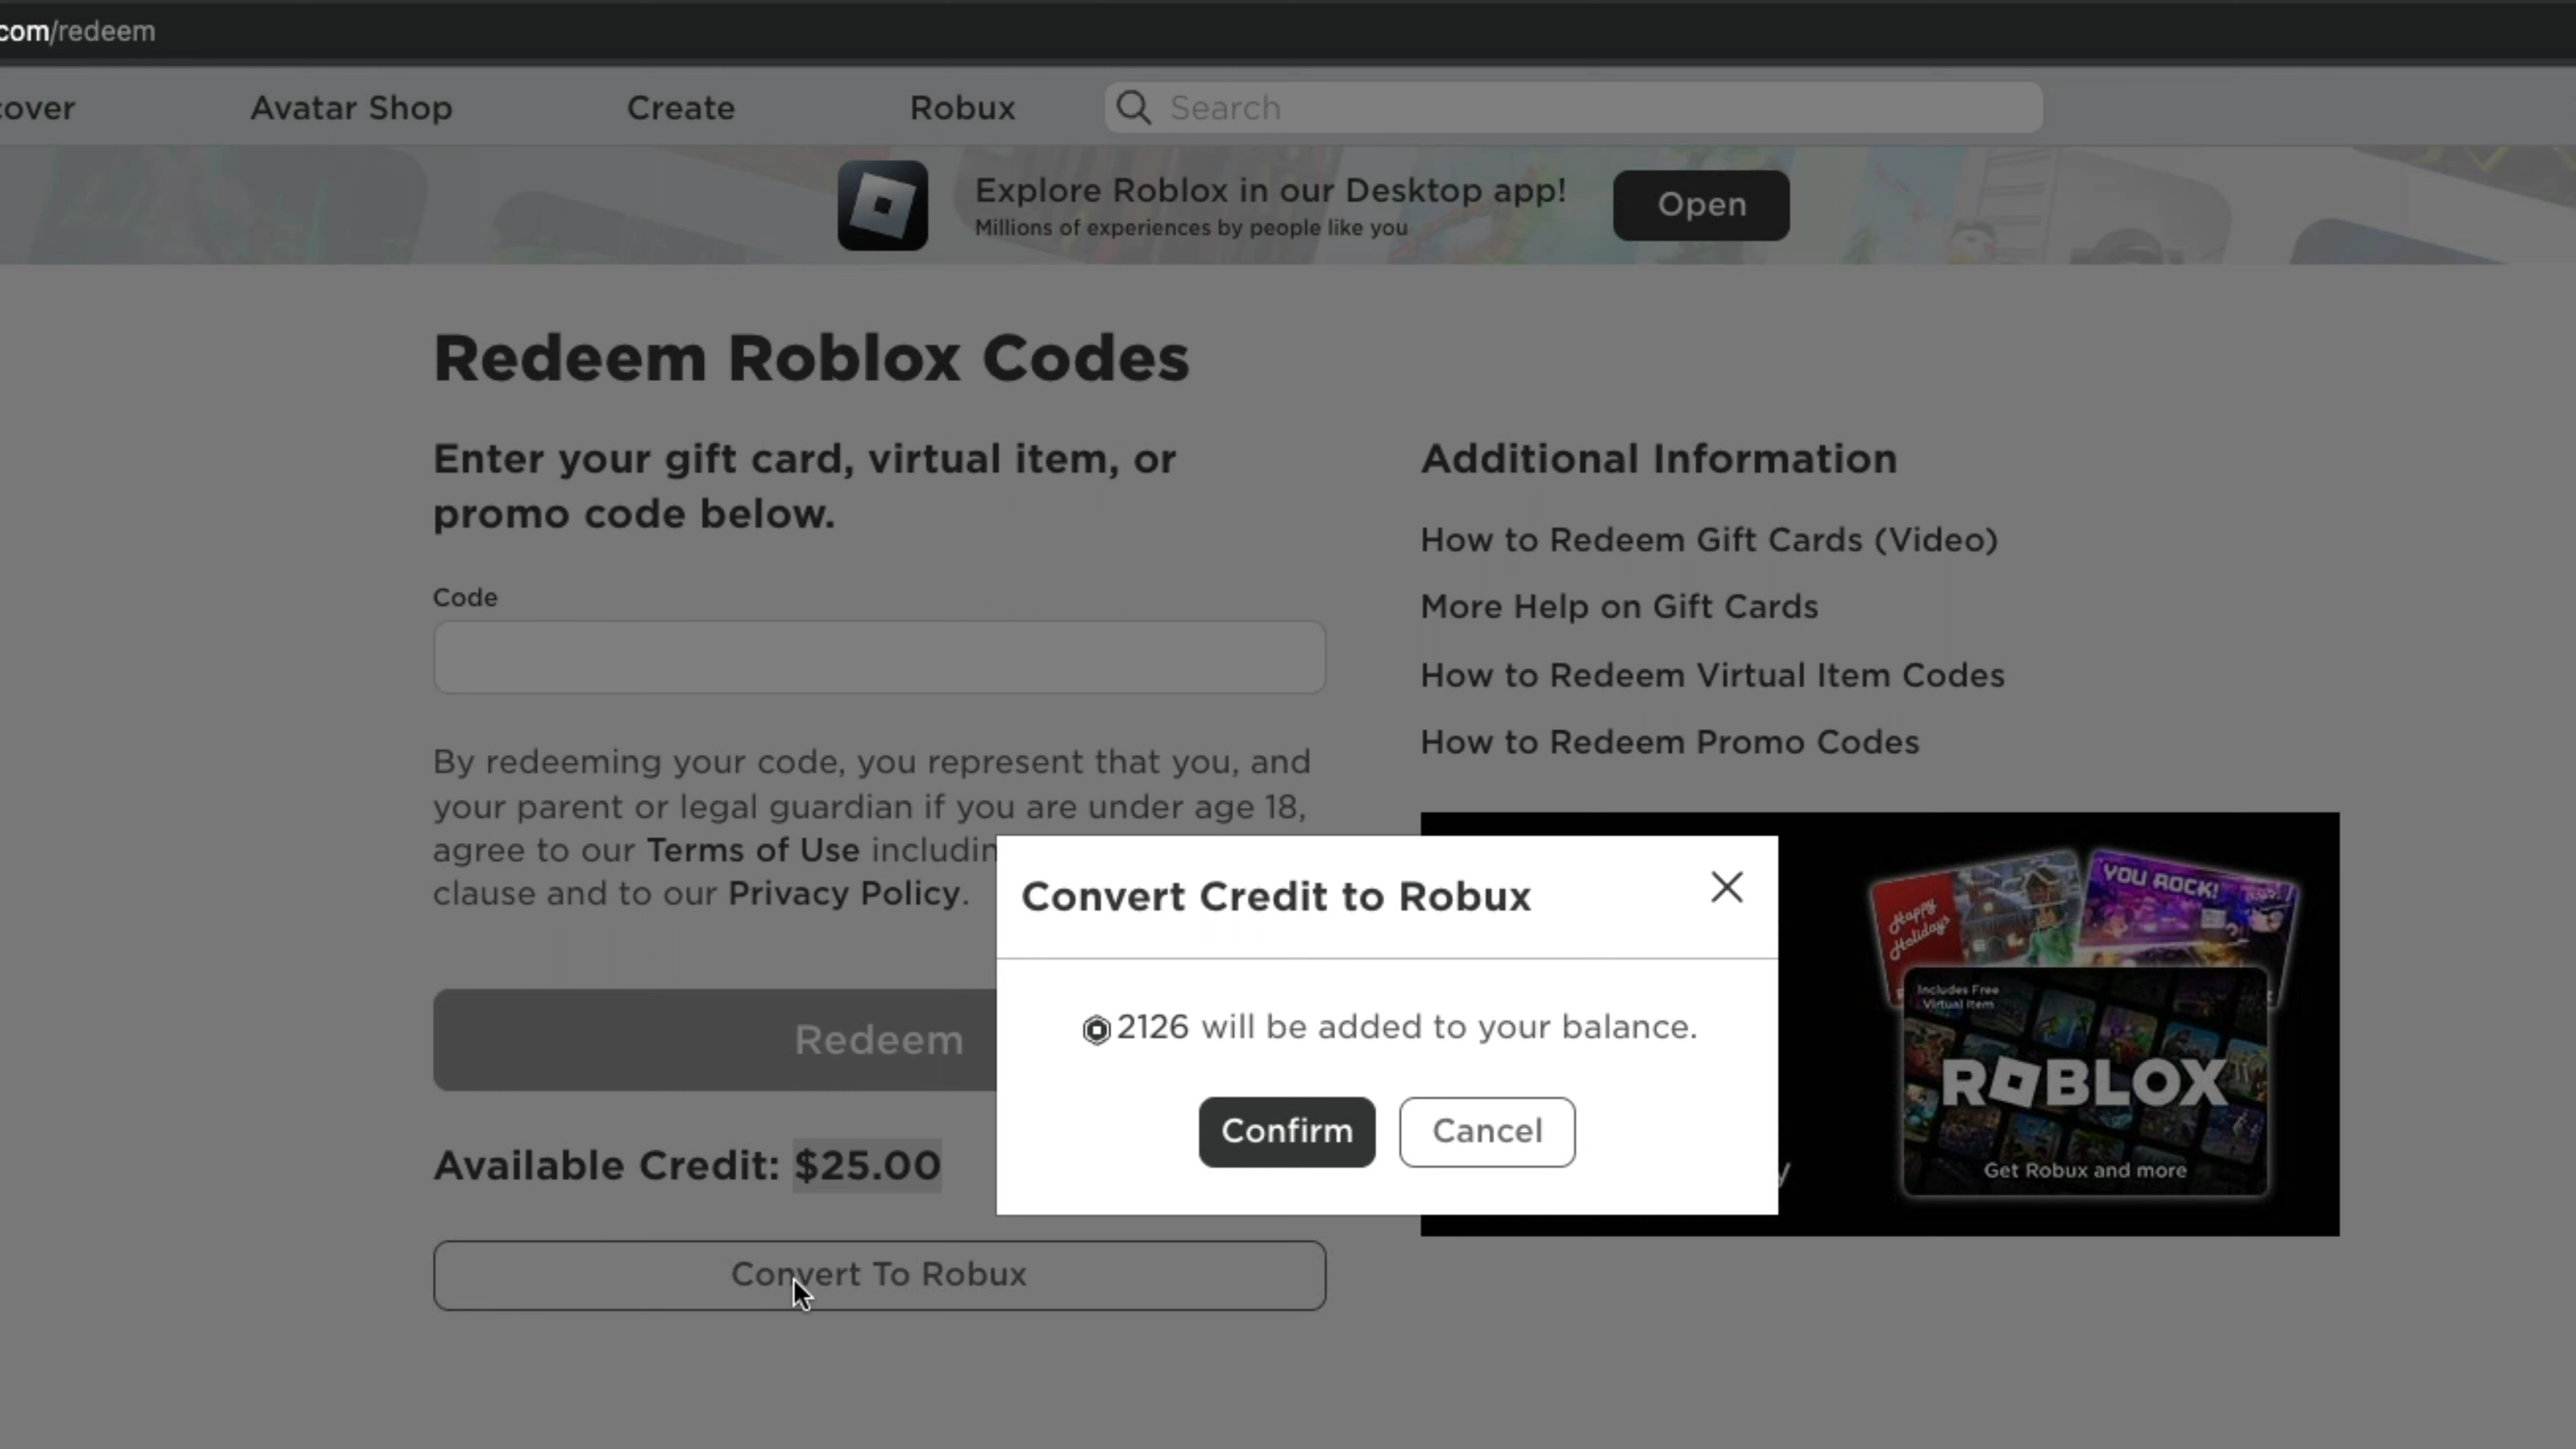 com/redeem
cover
Avatar Shop
Create
Robux
Search
Explore Roblox in our Desktop app!
Millions of experiences by people like you
Open
Redeem Roblox Codes
Enter your gift card, virtual item, or
promo code below.
Code
By redeeming your code, you represent that you, and
your parent or legal guardian if you are under age 18,
agree to our Terms of Use includin
clause and to our Privacy Policy.
Redeem
Available Credit: $25.00
Convert To Robux
Additional Information
How to Redeem Gift Cards (Video)
More Help on Gift Cards
How to Redeem Virtual Item Codes
How to Redeem Promo Codes
Convert Credit to Robux
2126 will be added to your balance.
Confirm
Cancel
Happy
Holidays
YOU ROCK!
Includes Free
Virtual Item
ROBLOX
Get Robux and more
y